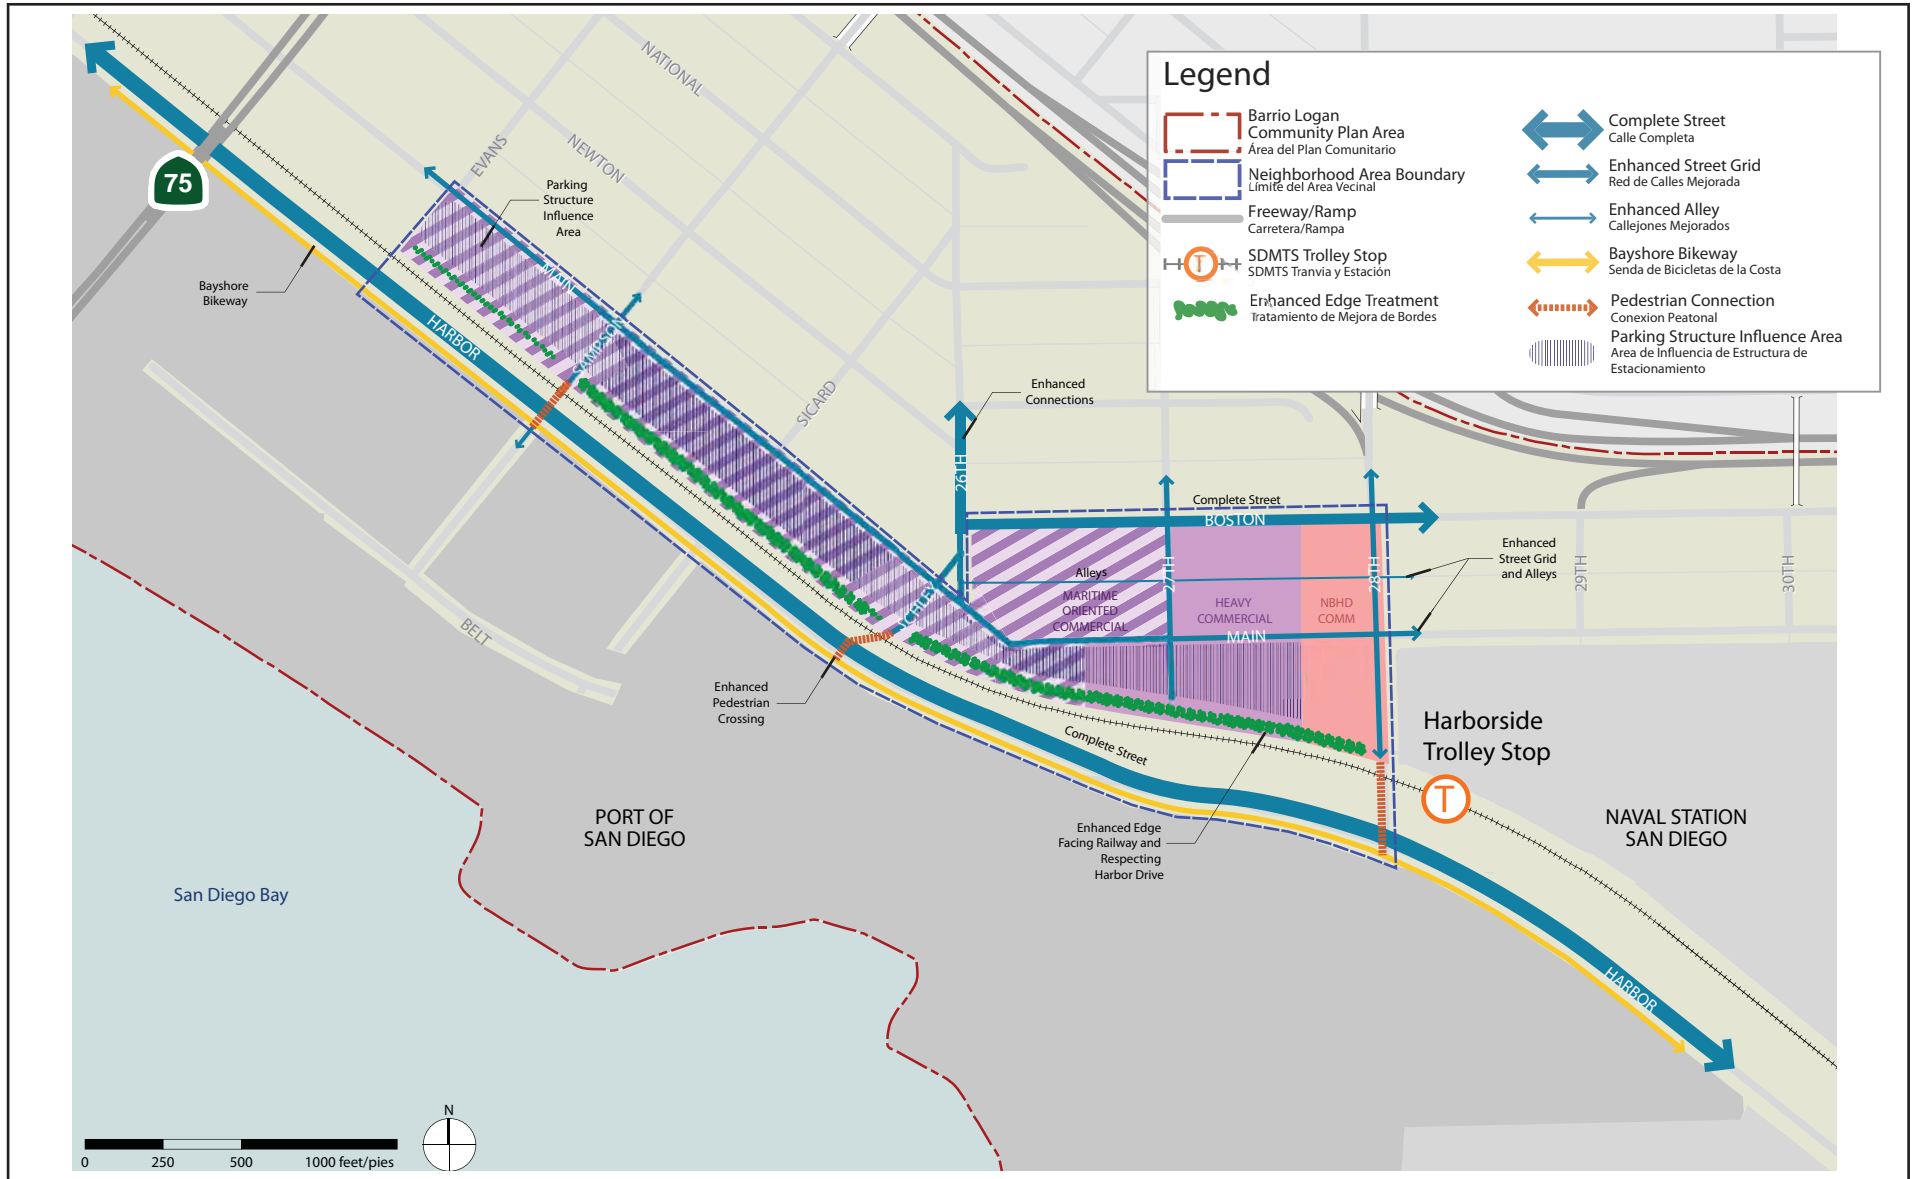 Legend
Barrio Logan
Community Plan Area
Área del Plan Comunitario
Neighborhood Area Boundary
Límite del Area Vecinal
Freeway/Ramp
Carretera/Rampa
SDMTS Trolley Stop
SDMTS Tranvia y Estación
Enhanced Edge Treatment
Tratamiento de Mejora de Bordes
Complete Street
Calle Completa
Enhanced Street Grid
Red de Calles Mejorada
Enhanced Alley
Callejones Mejorados
Bayshore Bikeway
Senda de Bicicletas de la Costa
Pedestrian Connection
Conexion Peatonal
Parking Structure Influence Area
Area de Influencia de Estructura de
Estacionamiento
T
NATIONAL
EVANS
NEWTON
75
Parking
Structure
Influence
Area
MAIN
Bayshore
Bikeway
HARBOR
SAMPSON
SICARD
Enhanced
Connections
26TH
Complete Street
BOSTON
Enhanced
Street Grid
and Alleys
Alleys
27TH
28TH
29TH
30TH
MARITIME
ORIENTED
COMMERCIAL
HEAVY
COMMERCIAL
NBHD
COMM
MAIN
SIGSBEE
BELT
Enhanced
Pedestrian
Crossing
Complete Street
Harborside
Trolley Stop
T
PORT OF
SAN DIEGO
NAVAL STATION
SAN DIEGO
Enhanced Edge
Facing Railway and
Respecting
Harbor Drive
San Diego Bay
HARBOR
N
0 250 500 1000 feet/pies